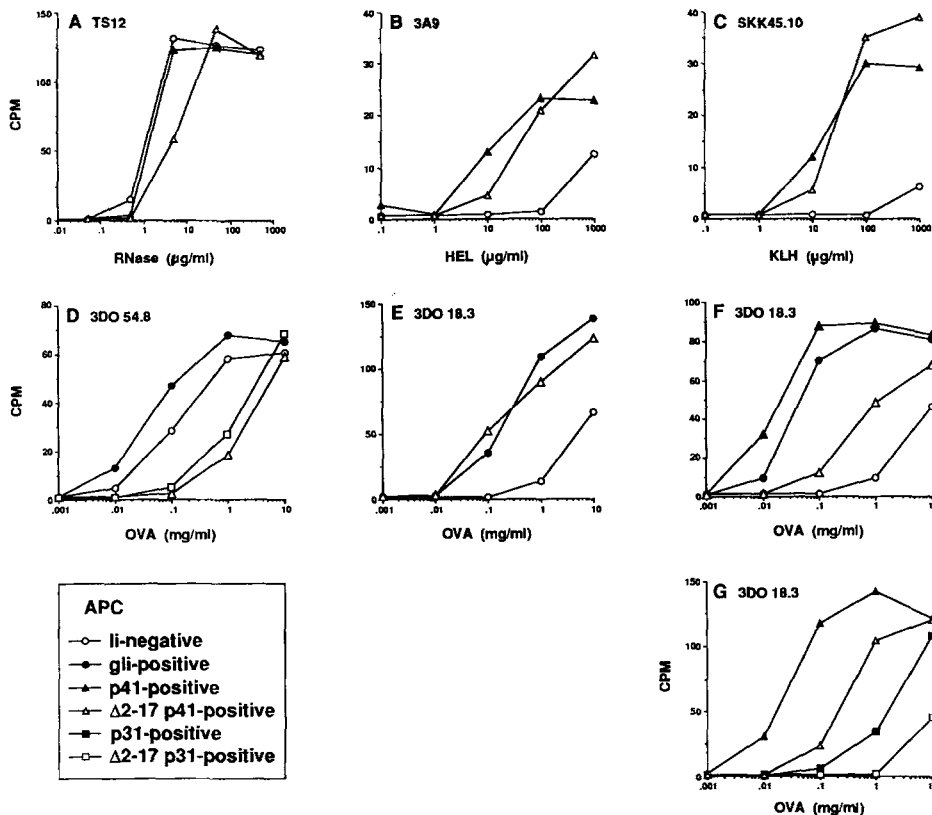 A TS12
150
100
50
0
CPM
.01
.1
1
10
100
1000
RNase (µg/ml)
B 3A9
40
30
20
10
0
.1
1
10
100
1000
HEL (µg/ml)
C SKK45.10
40
30
20
10
0
.1
1
10
100
1000
KLH (µg/ml)
D 3DO 54.8
80
60
40
20
0
CPM
.001
.01
.1
1
10
OVA (mg/ml)
E 3DO 18.3
150
100
50
0
.001
.01
.1
1
10
OVA (mg/ml)
F 3DO 18.3
100
80
60
40
20
0
.001
.01
.1
1
OVA (mg/ml)
APC
Ii-negative
gIi-positive
p41-positive
Δ2-17 p41-positive
p31-positive
Δ2-17 p31-positive
G 3DO 18.3
150
100
50
0
CPM
.001
.01
.1
1
OVA (mg/ml)